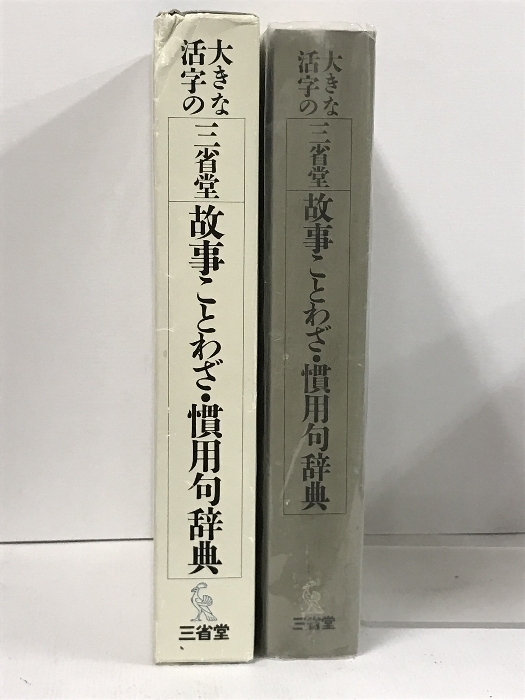 大きな
活字の
三省堂
故事ことわざ・慣用句辞典
三省堂
大きな
活字の
三省堂
故事ことわざ・慣用句辞典
三省堂